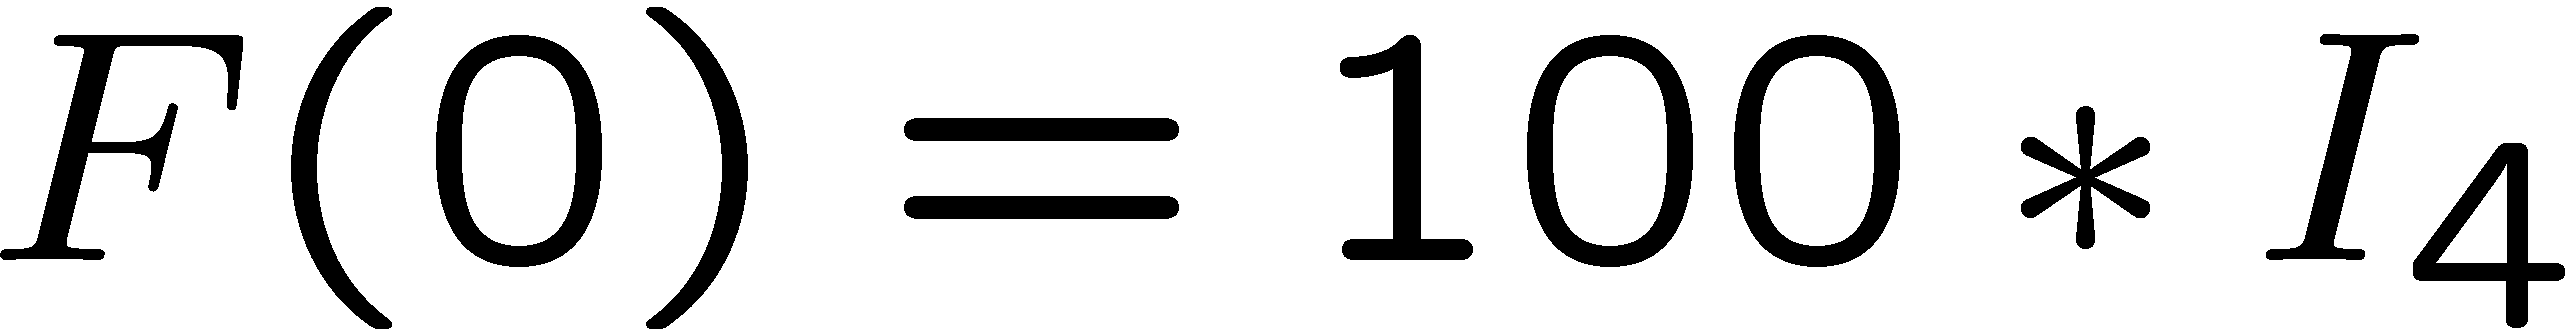 F(0) = 100 * I₄